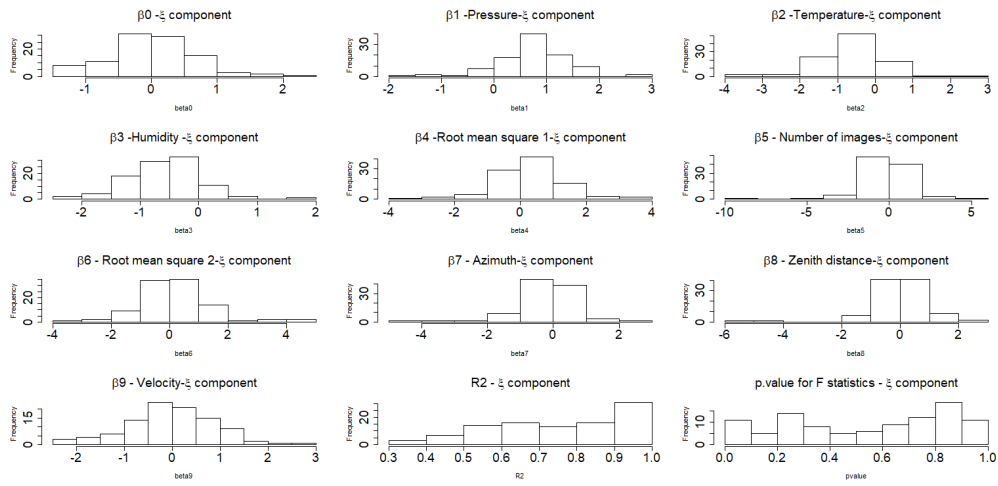 β0 -ξ component
β1 -Pressure-ξ component
β2 -Temperature-ξ component
Frequency
0 20
-1 0 1 2
beta0
Frequency
0 30
-2 -1 0 1 2 3
beta1
Frequency
0 30
-4 -3 -2 -1 0 1 2 3
beta2
β3 -Humidity -ξ component
β4 -Root mean square 1-ξ component
β5 - Number of images-ξ component
Frequency
0 20
-2 -1 0 1 2
beta3
Frequency
0 30
-4 -2 0 2 4
beta4
Frequency
0 30
-10 -5 0 5
beta5
β6 - Root mean square 2-ξ component
β7 - Azimuth-ξ component
β8 - Zenith distance-ξ component
Frequency
0 20
-4 -2 0 2 4
beta6
Frequency
0 30
-4 -2 0 2
beta7
Frequency
0 30
-6 -4 -2 0 2
beta8
β9 - Velocity-ξ component
R2 - ξ component
p.value for F statistics - ξ component
Frequency
0 15
-2 -1 0 1 2 3
beta9
Frequency
0 20
0.3 0.4 0.5 0.6 0.7 0.8 0.9 1.0
R2
Frequency
0 10
0.0 0.2 0.4 0.6 0.8 1.0
pvalue